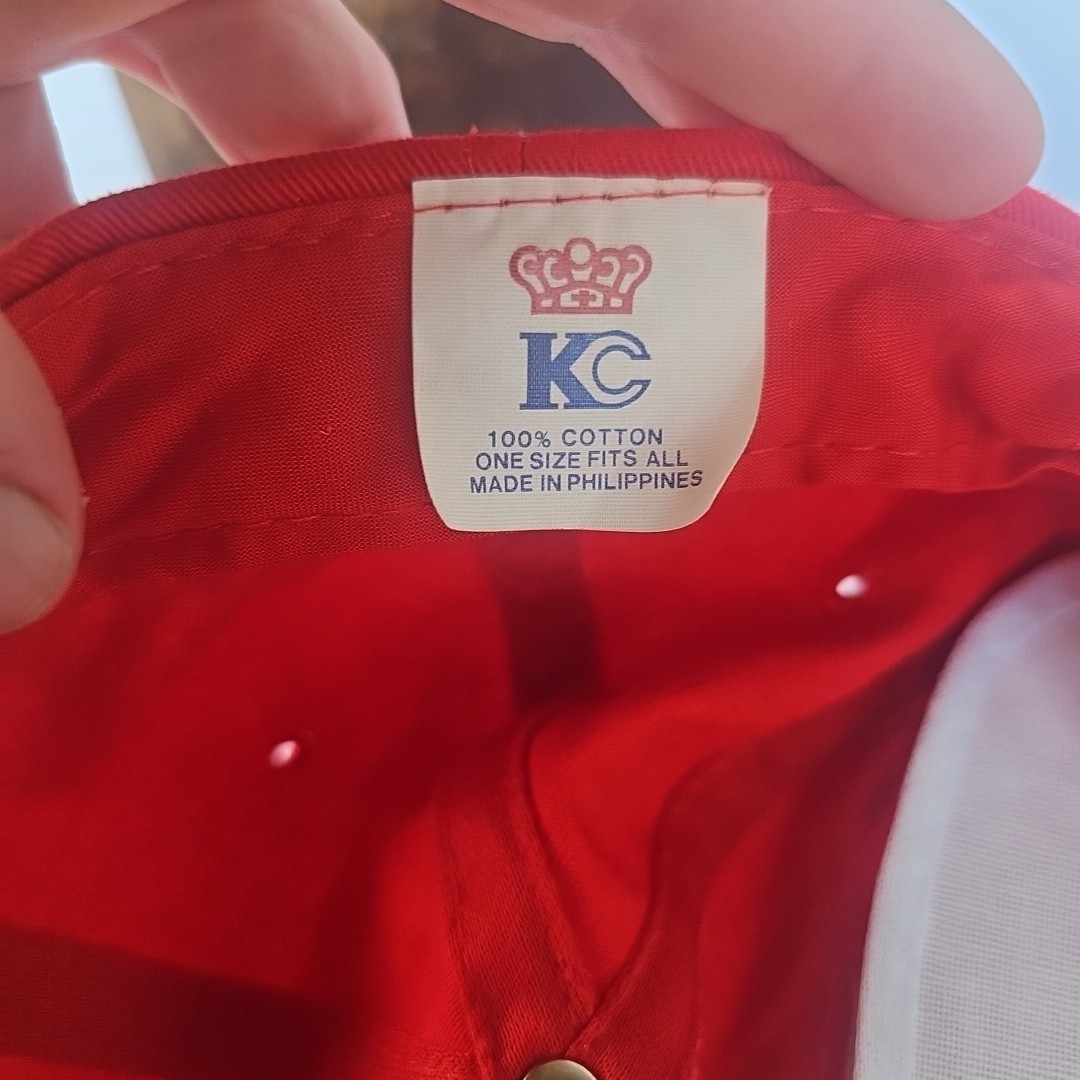 KC
100% COTTON
ONE SIZE FITS ALL
MADE IN PHILIPPINES